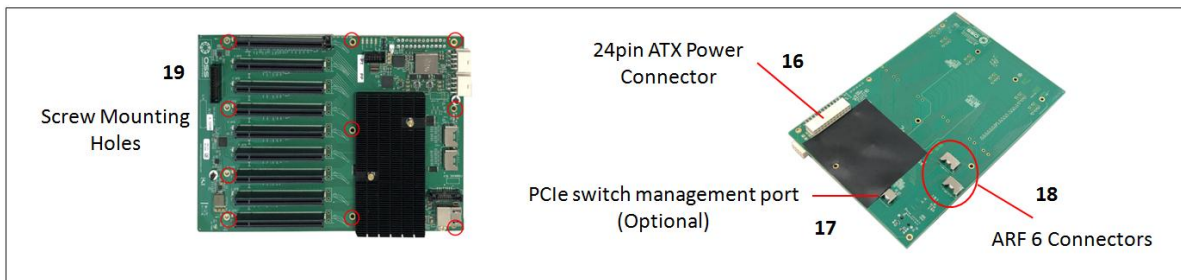 19
Screw Mounting
Holes
OSS
24pin ATX Power
Connector
16
PCIe switch management port
(Optional)
17
18
ARF 6 Connectors